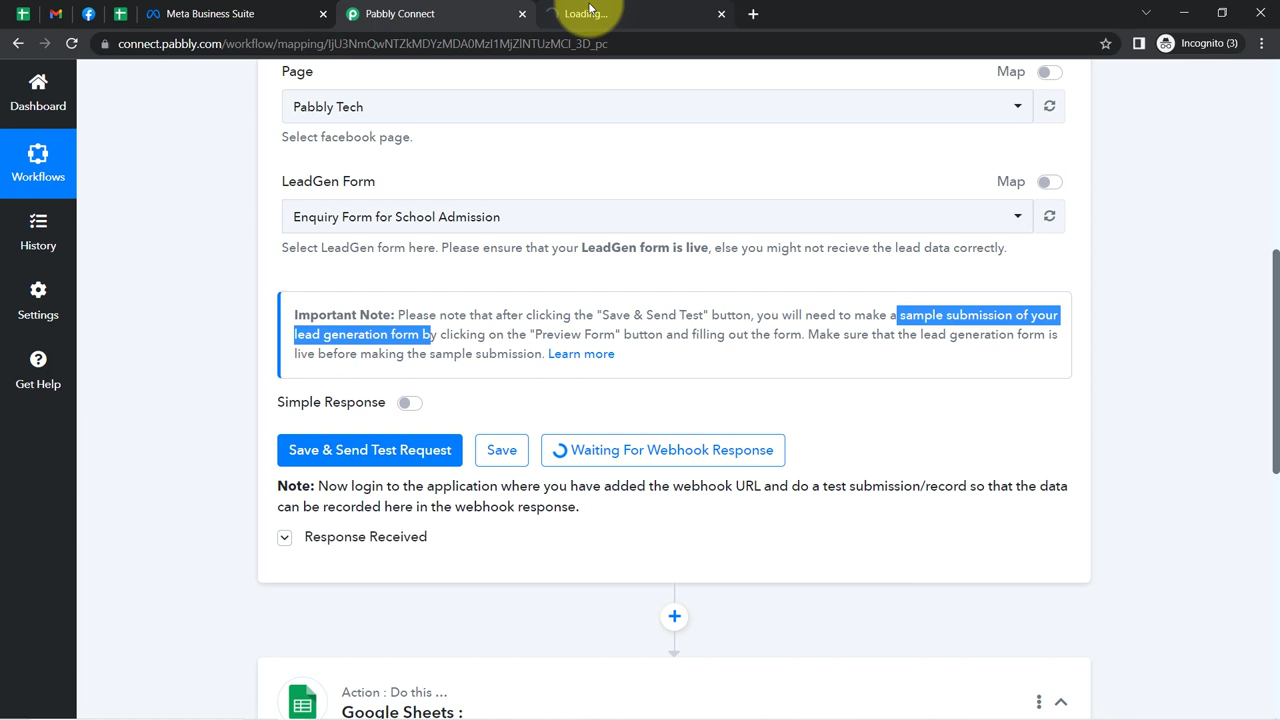 Meta Business Suite
Pabbly Connect
Loading...
connect.pabbly.com/workflow/mapping/IjU3NmQwNTZkMDYzMDA0MzI1MjZlNTUzMCI_3D_pc
Incognito (3)
Dashboard
Workflows
History
Settings
Get Help
Page
Map
Pabbly Tech
Select facebook page.
LeadGen Form
Map
Enquiry Form for School Admission
Select LeadGen form here. Please ensure that your LeadGen form is live, else you might not recieve the lead data correctly.
Important Note: Please note that after clicking the "Save & Send Test" button, you will need to make a sample submission of your
lead generation form by clicking on the "Preview Form" button and filling out the form. Make sure that the lead generation form is
live before making the sample submission. Learn more
Simple Response
Save & Send Test Request
Save
Waiting For Webhook Response
Note: Now login to the application where you have added the webhook URL and do a test submission/record so that the data
can be recorded here in the webhook response.
Response Received
Action : Do this ...
Google Sheets :